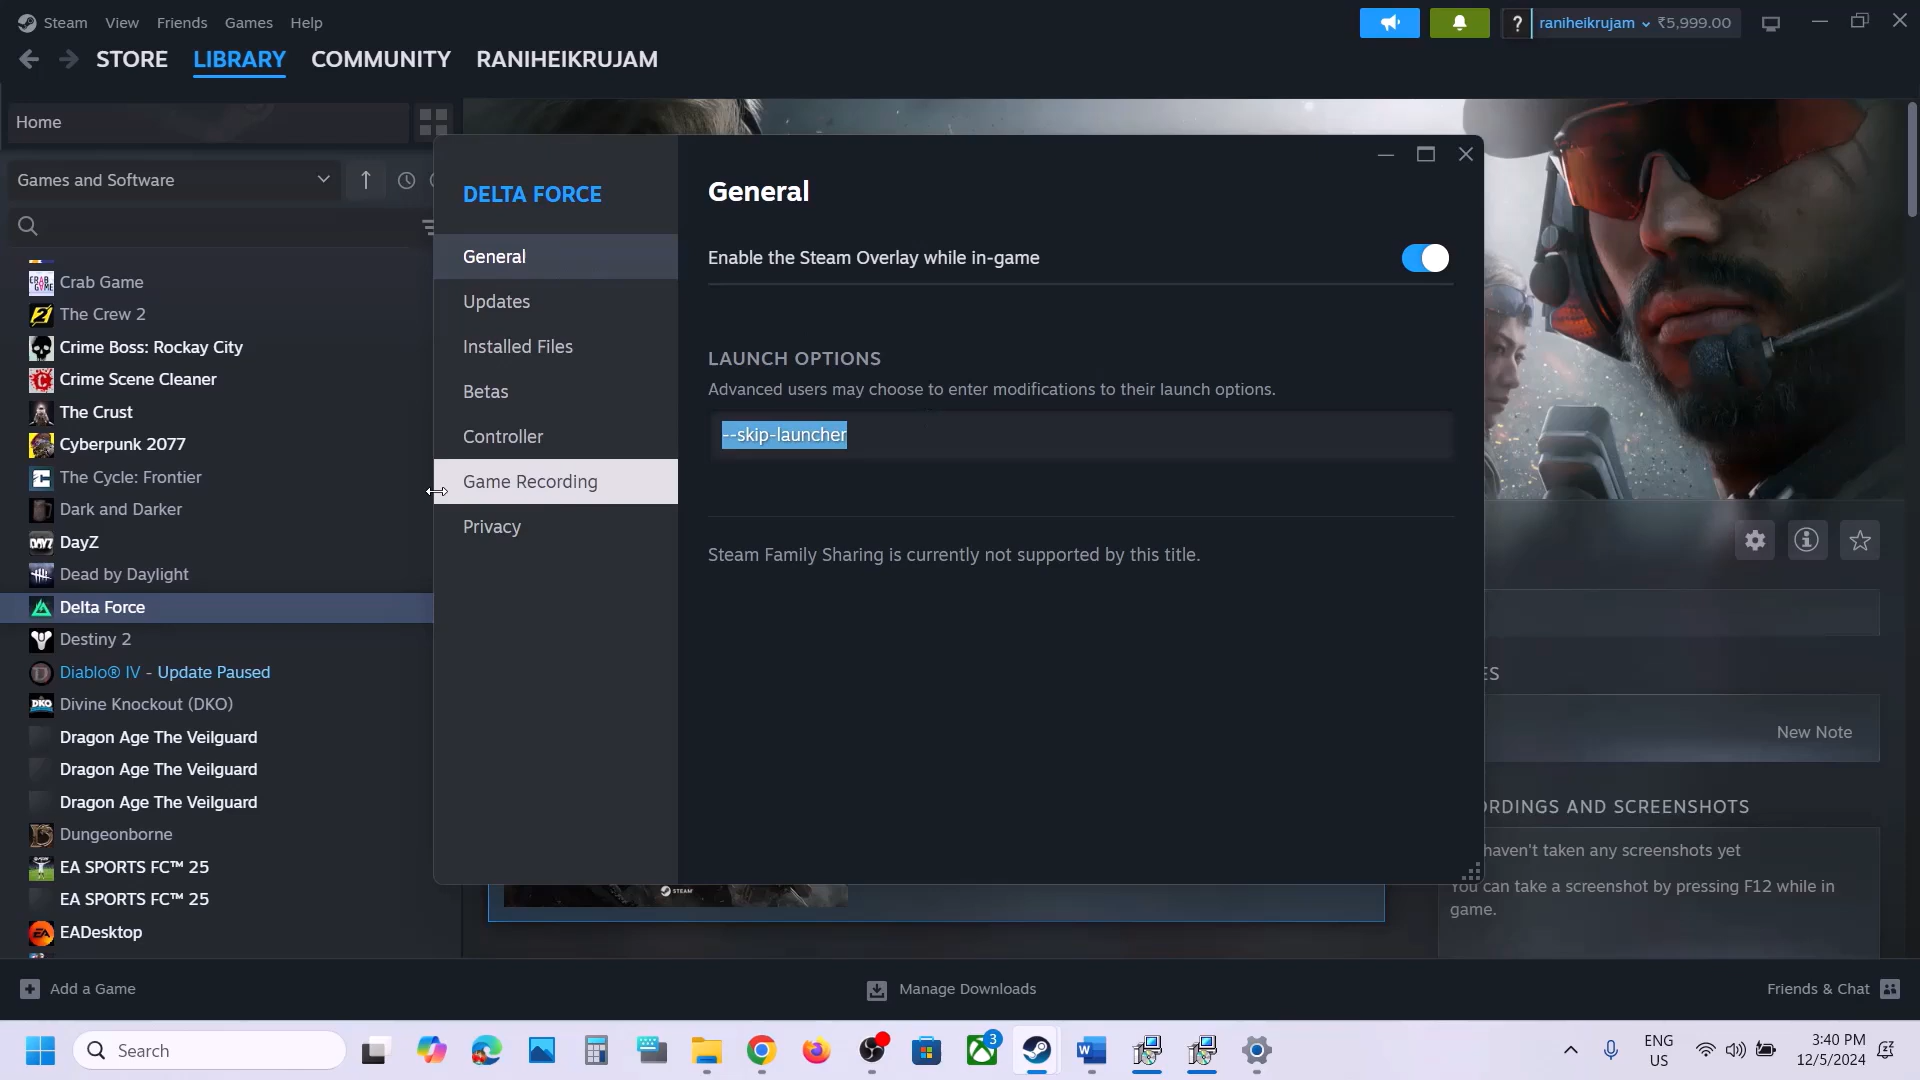 Steam View Friends Games Help
? raniheikrujam ₹5,999.00
STORE LIBRARY COMMUNITY RANIHEIKRUJAM
Home
Games and Software
Crab Game
The Crew 2
Crime Boss: Rockay City
Crime Scene Cleaner
The Crust
Cyberpunk 2077
The Cycle: Frontier
Dark and Darker
DayZ
Dead by Daylight
Delta Force
Destiny 2
Diablo® IV - Update Paused
Divine Knockout (DKO)
Dragon Age The Veilguard
Dragon Age The Veilguard
Dragon Age The Veilguard
Dungeonborne
EA SPORTS FC™ 25
EA SPORTS FC™ 25
EADesktop
DELTA FORCE
General
Updates
Installed Files
Betas
Controller
Game Recording
Privacy
General
Enable the Steam Overlay while in-game
LAUNCH OPTIONS
Advanced users may choose to enter modifications to their launch options.
--skip-launcher
Steam Family Sharing is currently not supported by this title.
STEAM
ES
New Note
ORDINGS AND SCREENSHOTS
haven't taken any screenshots yet
You can take a screenshot by pressing F12 while in
game.
Add a Game
Manage Downloads
Friends & Chat
Search
3
ENG
US
3:40 PM
12/5/2024